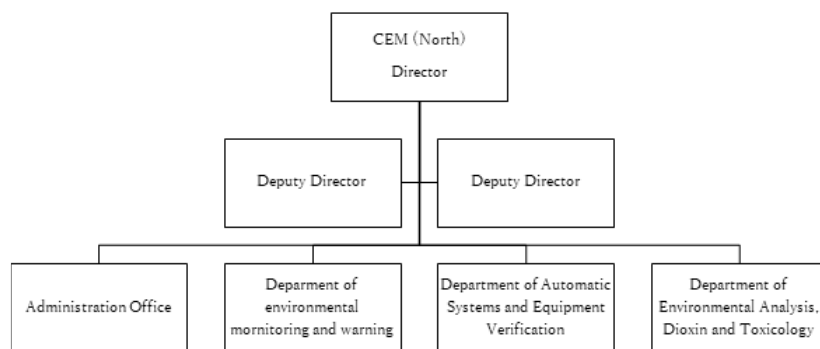 CEM (North)
Director
Deputy Director
Deputy Director
Administration Office
Deparment of
environmental
mornitoring and warning
Department of Automatic
Systems and Equipment
Verification
Department of
Environmental Analysis,
Dioxin and Toxicology